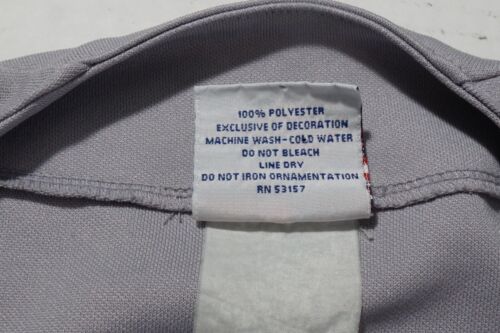 100% POLYESTER
EXCLUSIVE OF DECORATION
MACHINE WASH-COLD WATER
DO NOT BLEACH
LINE DRY
DO NOT IRON ORNAMENTATION
RN 53157